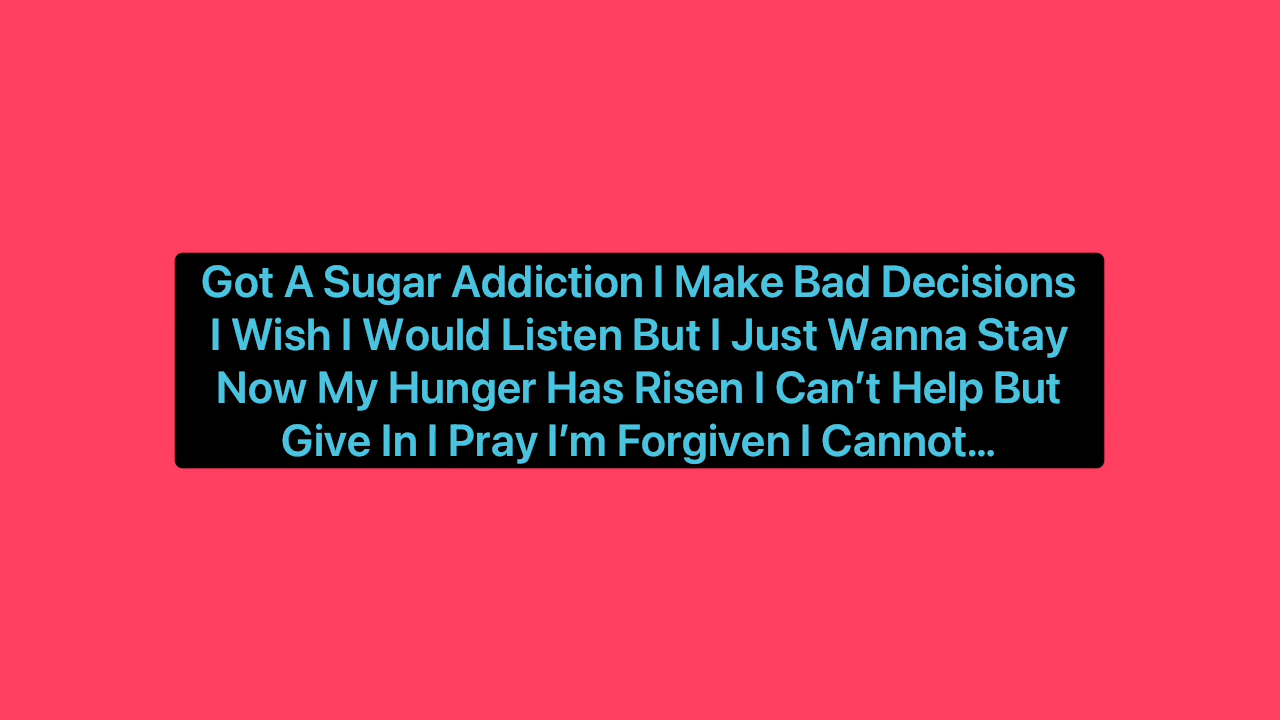 Got A Sugar Addiction I Make Bad Decisions
I Wish I Would Listen But I Just Wanna Stay
Now My Hunger Has Risen I Can’t Help But
Give In I Pray I’m Forgiven I Cannot…